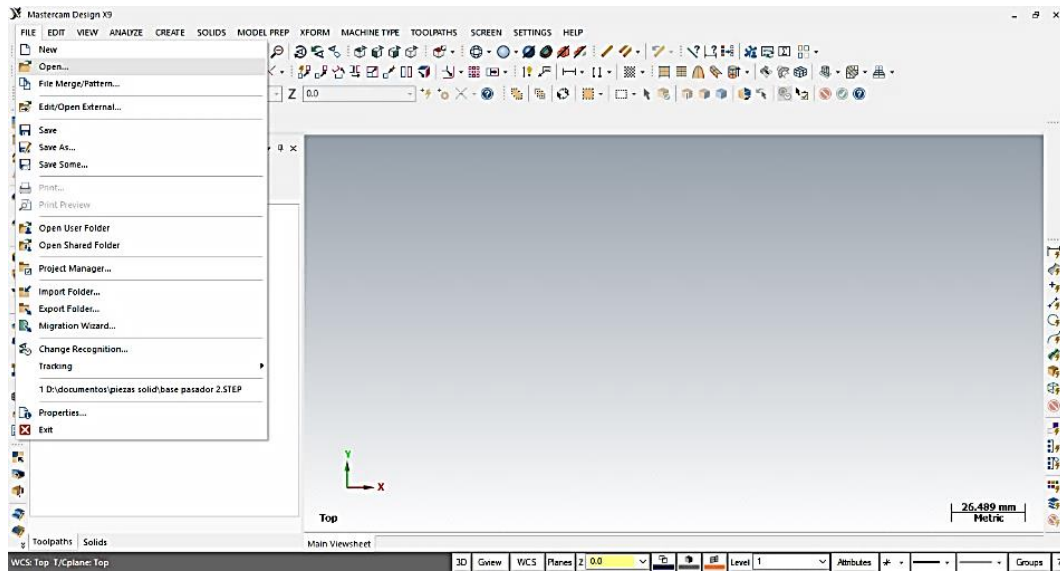 Mastercam Design X9
FILE EDIT VIEW ANALYZE CREATE SOLIDS MODEL PREP XFORM MACHINE TYPE TOOLPATHS SCREEN SETTINGS HELP
New
Open...
File Merge/Pattern...
Z 0.0
Edit/Open External...
Save
Save As...
Save Some...
Print...
Print Preview
Open User Folder
Open Shared Folder
Project Manager...
Import Folder...
Export Folder...
Migration Wizard...
Change Recognition...
Tracking
1 D:\documentos\piezas solid\base pasador 2.STEP
Properties...
Exit
Y
X
Top
26.489 mm
Metric
Toolpaths Solids
Main Viewsheet
WCS: Top T/Cplane: Top
3D Gview WCS Planes Z 0.0 Level 1 Attributes Groups